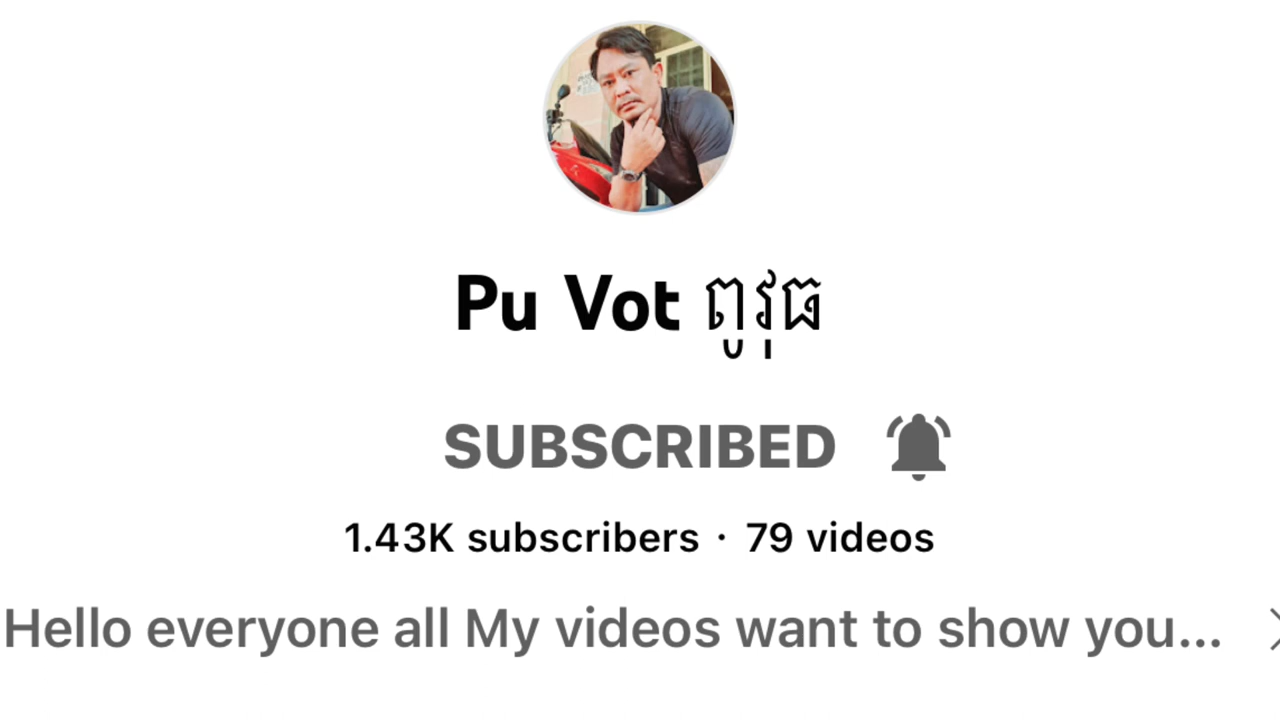 Pu Vot ពូវុធ
SUBSCRIBED
1.43K subscribers · 79 videos
Hello everyone all My videos want to show you...